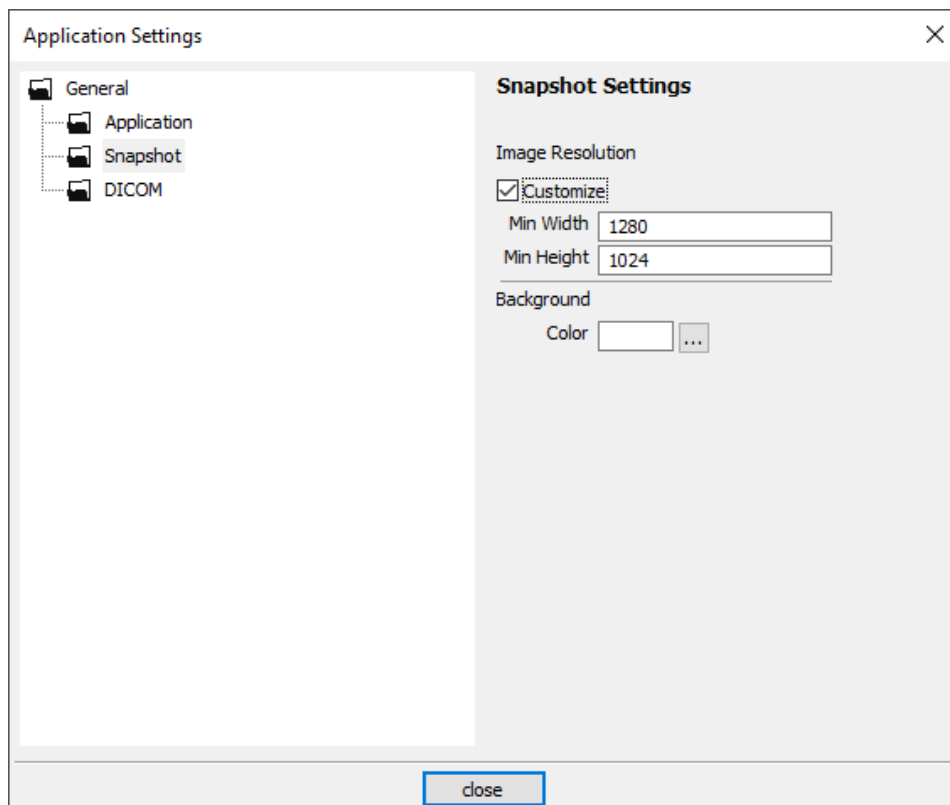 Application Settings
General
Application
Snapshot
DICOM
Snapshot Settings
Image Resolution
Customize
Min Width 1280
Min Height 1024
Background
Color ...
close